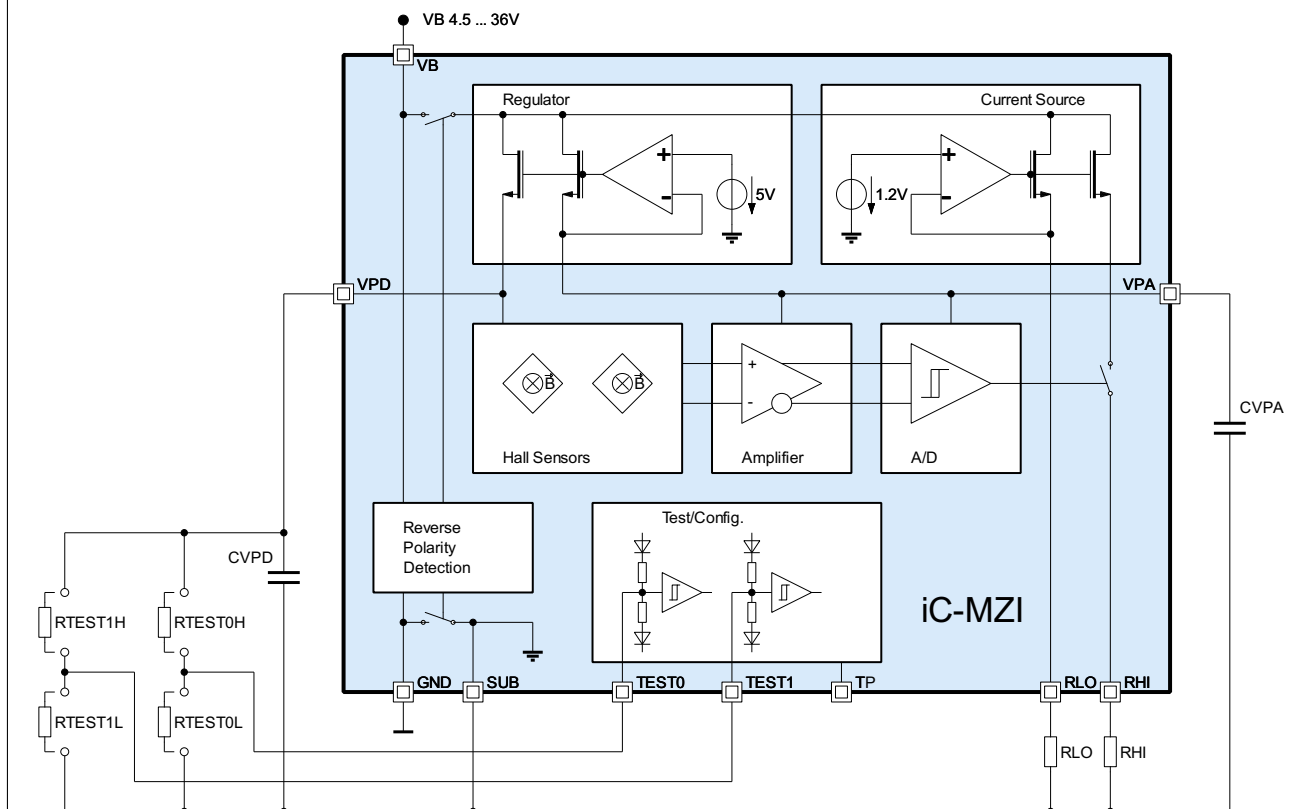 VB 4.5 ... 36V
VB
Regulator
Current Source
+
-
5V
1.2V
+
-
VPD
VPA
B
B
+
-
Hall Sensors
Amplifier
A/D
CVPA
Reverse
Polarity
Detection
Test/Config.
CVPD
iC-MZI
RTEST1H
RTEST0H
GND
SUB
TEST0
TEST1
TP
RLO
RHI
RTEST1L
RTEST0L
RLO
RHI